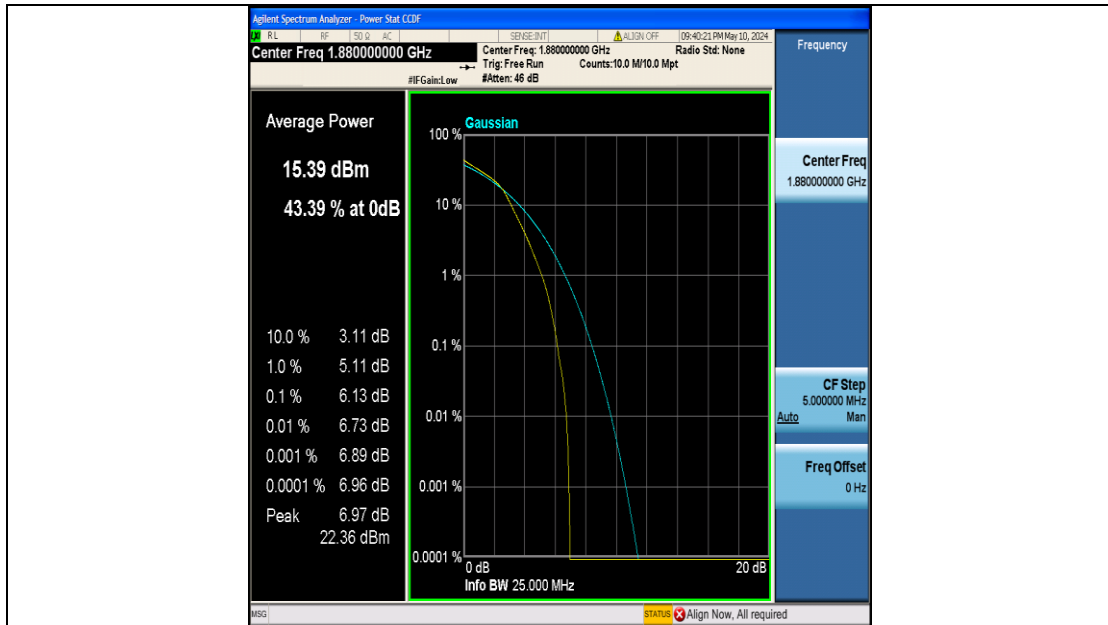 Agilent Spectrum Analyzer - Power Stat CCDF
LXI RL RF 50 Ω AC SENSE:INT ALIGN OFF 09:40:21 PM May 10, 2024
Center Freq 1.880000000 GHz
Center Freq: 1.880000000 GHz Radio Std: None
Trig: Free Run Counts:10.0 M/10.0 Mpt
#IFGain:Low #Atten: 46 dB
Frequency
Average Power
15.39 dBm
43.39 % at 0dB
10.0 % 3.11 dB
1.0 % 5.11 dB
0.1 % 6.13 dB
0.01 % 6.73 dB
0.001 % 6.89 dB
0.0001 % 6.96 dB
Peak 6.97 dB
22.36 dBm
Gaussian
100 %
10 %
1 %
0.1 %
0.01 %
0.001 %
0.0001 %
0 dB 20 dB
Info BW 25.000 MHz
Center Freq
1.880000000 GHz
CF Step
5.000000 MHz
Auto Man
Freq Offset
0 Hz
MSG STATUS Align Now, All required